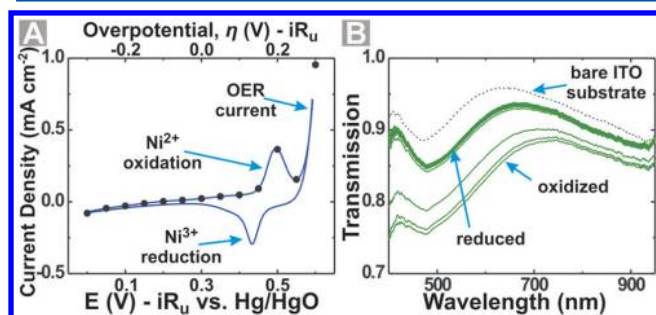 A
Overpotential, η (V) - iRu
-0.2 0.0 0.2
Current Density (mA cm-2)
1.0
0.5
0.0
-0.5
OER
current
Ni2+
oxidation
Ni3+
reduction
0.1 0.3 0.5
E (V) - iRu vs. Hg/HgO
B
Transmission
1.0
0.9
0.8
0.7
bare ITO
substrate
oxidized
reduced
500 700 900
Wavelength (nm)